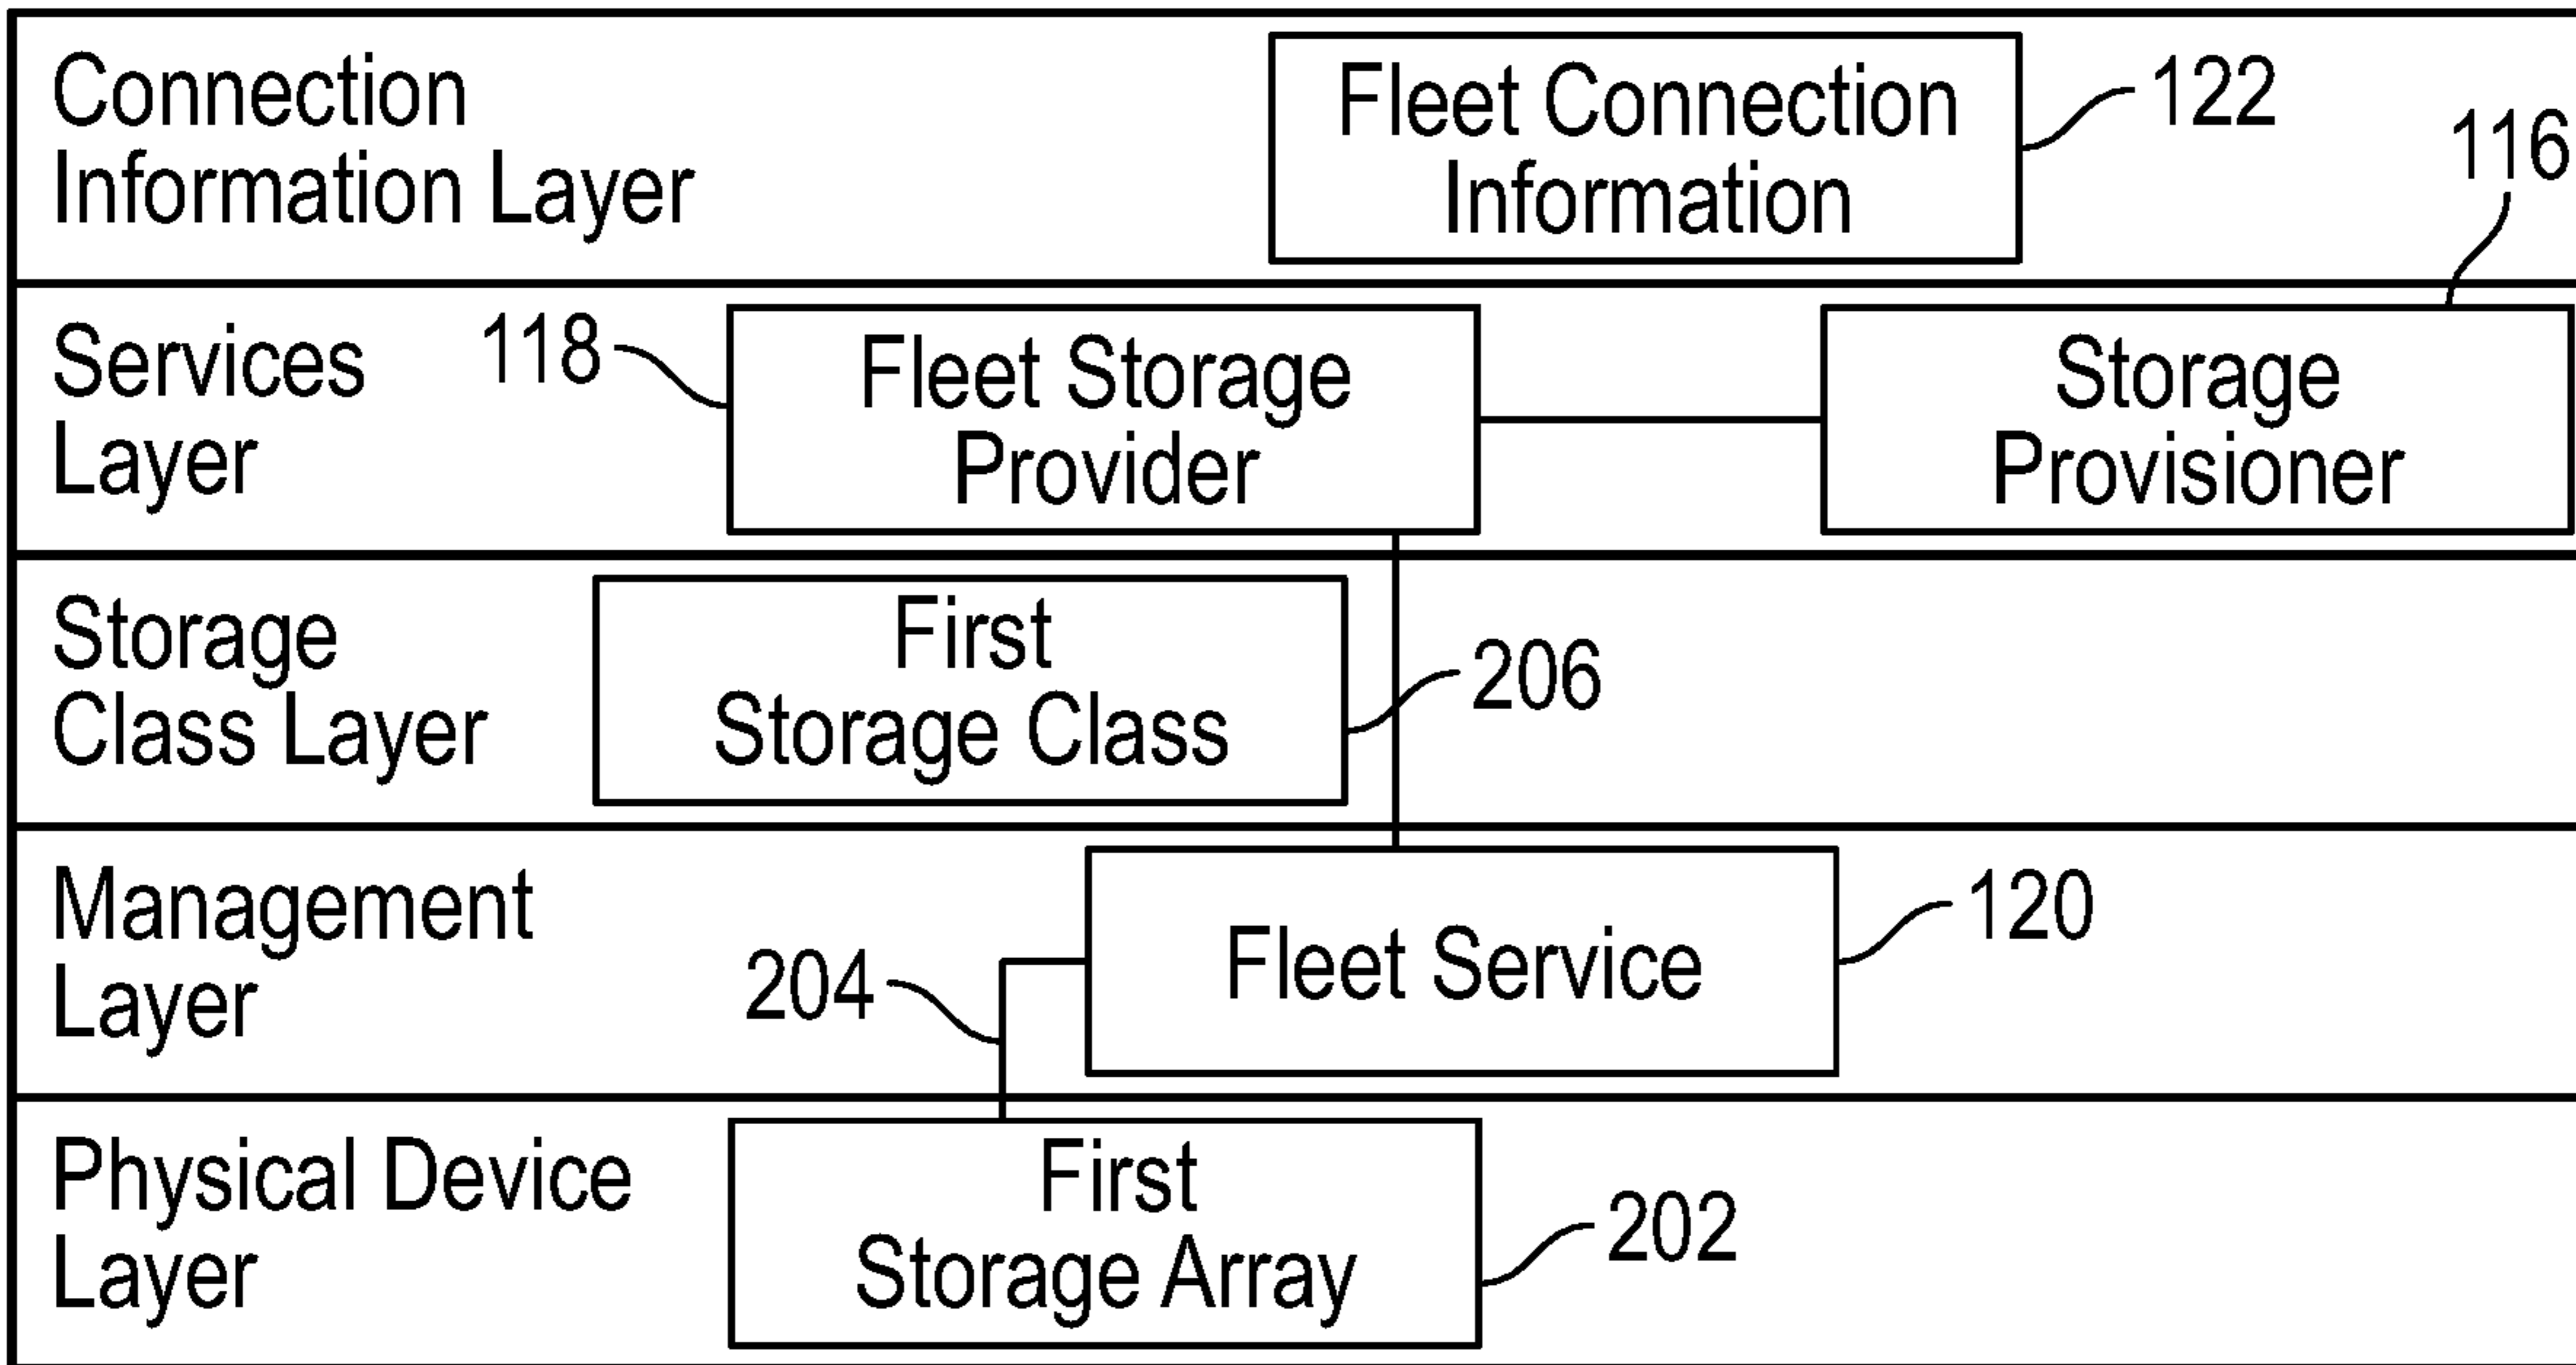 Connection
Information Layer
Fleet Connection
Information
122
116
Services
Layer
118
Fleet Storage
Provider
Storage
Provisioner
Storage
Class Layer
First
Storage Class
206
Management
Layer
204
Fleet Service
120
Physical Device
Layer
First
Storage Array
202